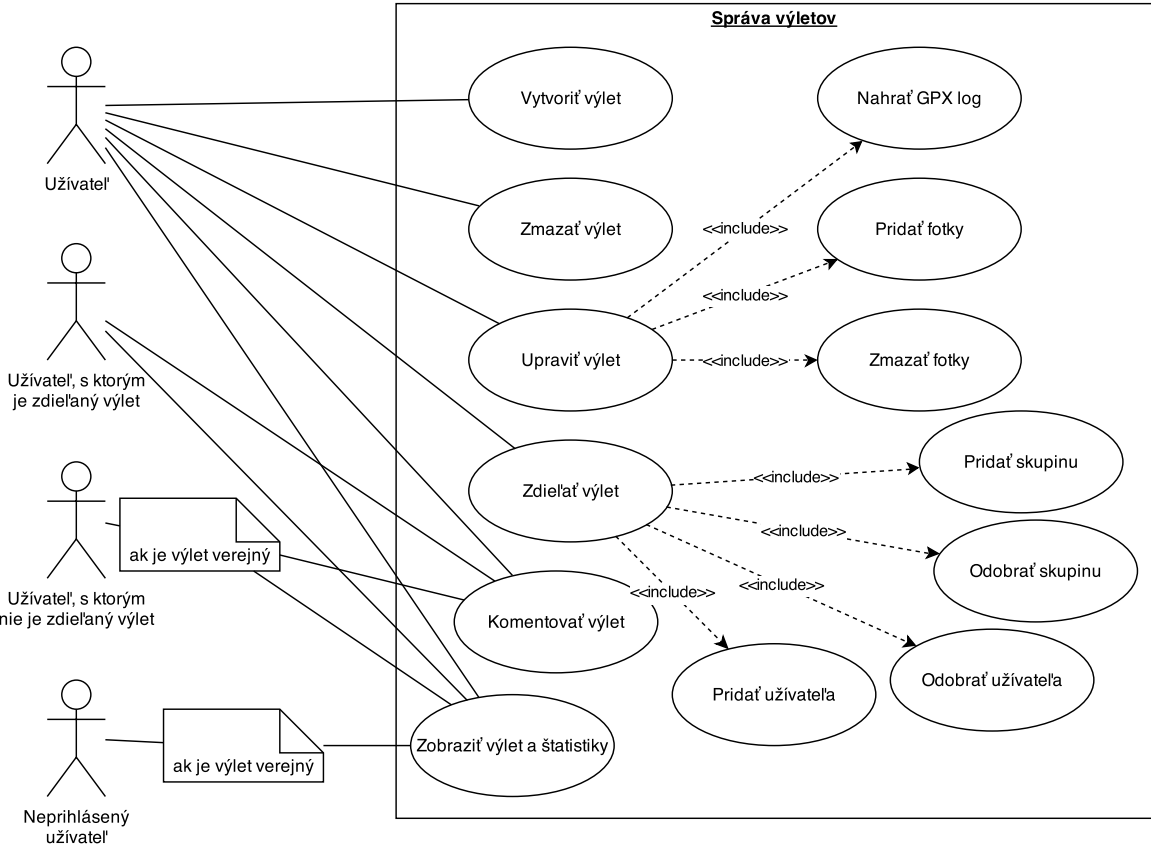 Správa výletov
Užívateľ
Vytvoriť výlet
Nahrať GPX log
Zmazať výlet
<<include>>
Pridať fotky
<<include>>
Upraviť výlet
<<include>>
Zmazať fotky
Užívateľ, s ktorým
je zdieľaný výlet
Zdieľať výlet
<<include>>
Pridať skupinu
<<include>>
Odobrať skupinu
<<include>>
<<include>>
ak je výlet verejný
Užívateľ, s ktorým
nie je zdieľaný výlet
Komentovať výlet
Pridať užívateľa
Odobrať užívateľa
Zobraziť výlet a štatistiky
ak je výlet verejný
Neprihlásený
užívateľ